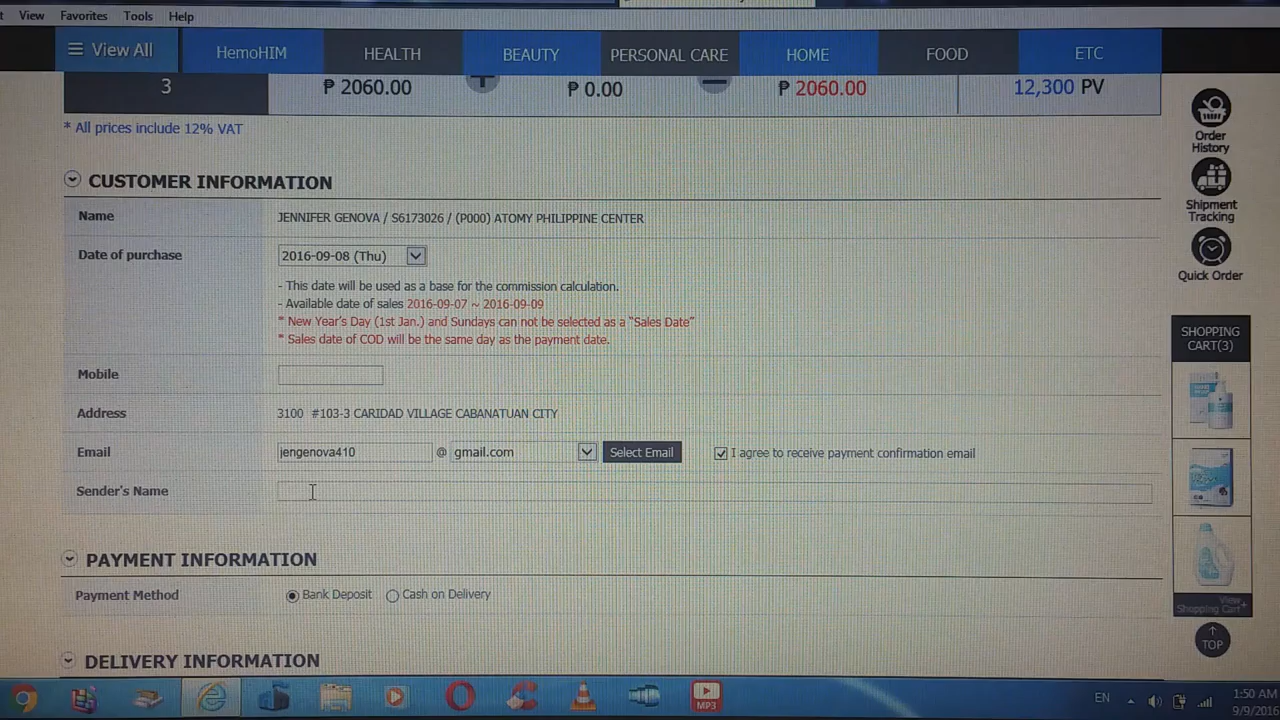 View Favorites Tools Help
View All HemoHIM HEALTH BEAUTY PERSONAL CARE HOME FOOD ETC
3 ₱ 2060.00 ₱ 0.00 ₱ 2060.00 12,300 PV
* All prices include 12% VAT
CUSTOMER INFORMATION
Name JENNIFER GENOVA / S6173026 / (P000) ATOMY PHILIPPINE CENTER
Date of purchase 2016-09-08 (Thu)
- This date will be used as a base for the commission calculation.
- Available date of sales 2016-09-07 ~ 2016-09-09
* New Year's Day (1st Jan.) and Sundays can not be selected as a "Sales Date"
* Sales date of COD will be the same day as the payment date.
Mobile
Address 3100 #103-3 CARIDAD VILLAGE CABANATUAN CITY
Email jengenova410 @ gmail.com Select Email I agree to receive payment confirmation email
Sender's Name
PAYMENT INFORMATION
Payment Method Bank Deposit Cash on Delivery
DELIVERY INFORMATION
Order
History
Shipment
Tracking
Quick Order
SHOPPING
CART(3)
View
Shopping Cart+
TOP
MP3
EN 1:50 AM
9/9/2016